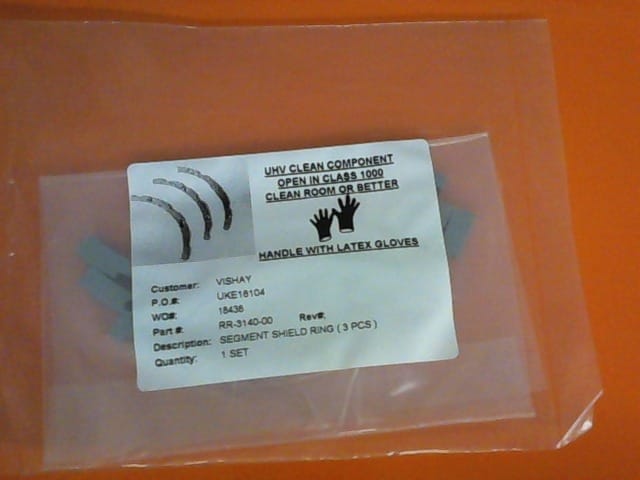 UHV CLEAN COMPONENT
OPEN IN CLASS 1000
CLEAN ROOM OR BETTER
HANDLE WITH LATEX GLOVES
Customer: VISHAY
P.O.#: UKE16104
WO#: 18436
Part #: RR-3140-00 Rev#:
Description: SEGMENT SHIELD RING ( 3 PCS )
Quantity: 1 SET